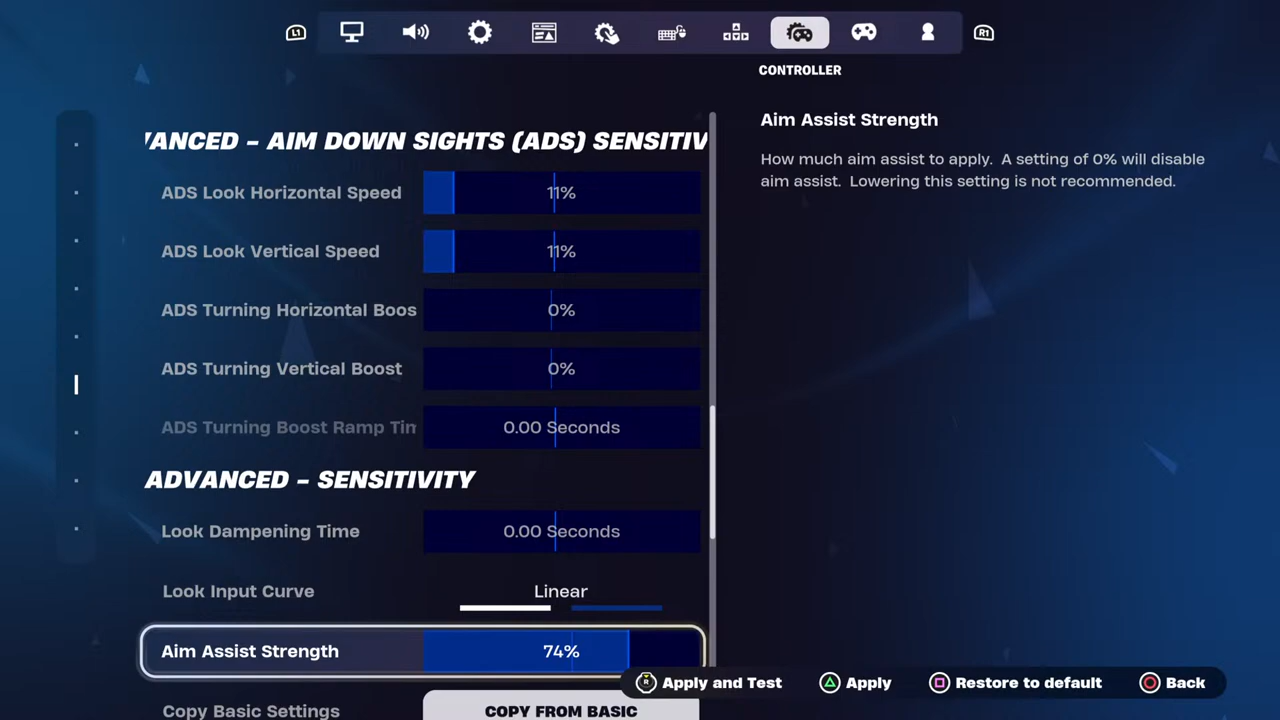 L1
R1
CONTROLLER
VANCED – AIM DOWN SIGHTS (ADS) SENSITIV
ADS Look Horizontal Speed 11%
ADS Look Vertical Speed 11%
ADS Turning Horizontal Boos 0%
ADS Turning Vertical Boost 0%
ADS Turning Boost Ramp Tim 0.00 Seconds
ADVANCED – SENSITIVITY
Look Dampening Time 0.00 Seconds
Look Input Curve Linear
Aim Assist Strength 74%
Copy Basic Settings COPY FROM BASIC
Aim Assist Strength
How much aim assist to apply. A setting of 0% will disable
aim assist. Lowering this setting is not recommended.
R Apply and Test Apply Restore to default Back